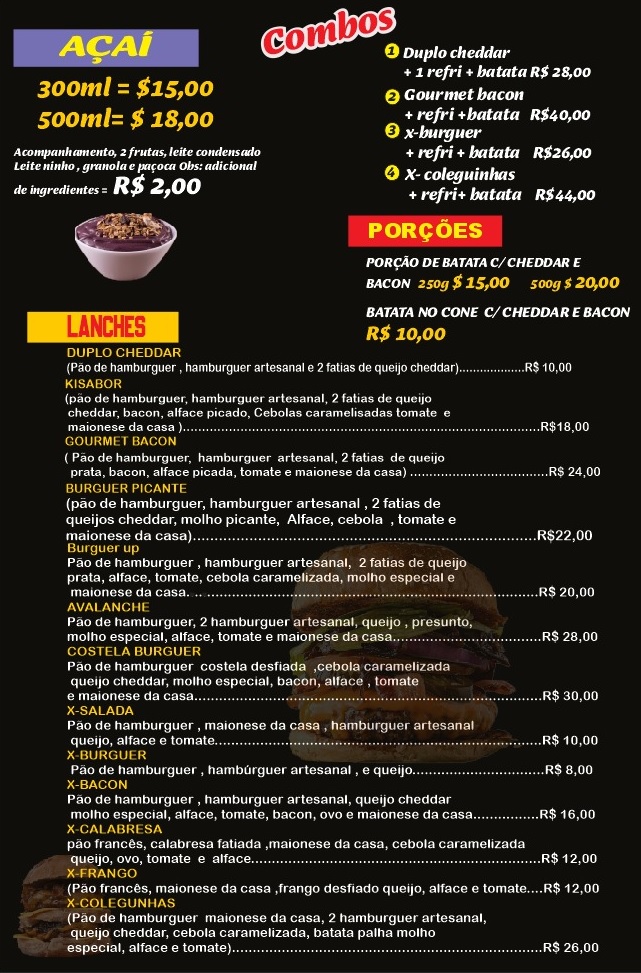 AÇAÍ
300ml = $15,00
500ml= $ 18,00
Acompanhamento, 2 frutas, leite condensado
Leite ninho , granola e paçoca Obs: adicional
de ingredientes = R$ 2,00
Combos
1 Duplo cheddar
+ 1 refri + batata R$ 28,00
2 Gourmet bacon
+ refri +batata R$40,00
3 x-burguer
+ refri + batata R$26,00
4 X- coleguinhas
+ refri+ batata R$44,00
PORÇÕES
PORÇÃO DE BATATA C/ CHEDDAR E
BACON 250g $ 15,00 500g $ 20,00
BATATA NO CONE C/ CHEDDAR E BACON
R$ 10,00
LANCHES
DUPLO CHEDDAR
(Pão de hamburguer , hamburguer artesanal e 2 fatias de queijo cheddar)...................R$ 10,00
KISABOR
(pão de hamburguer, hamburguer artesanal, 2 fatias de queijo
cheddar, bacon, alface picado, Cebolas caramelisadas tomate e
maionese da casa )....................................................................................R$18,00
GOURMET BACON
( Pão de hamburguer, hamburguer artesanal, 2 fatias de queijo
prata, bacon, alface picada, tomate e maionese da casa) ..................................R$ 24,00
BURGUER PICANTE
(pão de hamburguer, hamburguer artesanal , 2 fatias de
queijos cheddar, molho picante, Alface, cebola , tomate e
maionese da casa)..............................................................................R$22,00
Burguer up
Pão de hamburguer , hamburguer artesanal, 2 fatias de queijo
prata, alface, tomate, cebola caramelizada, molho especial e
maionese da casa. .. ...........................................................................R$ 20,00
AVALANCHE
Pão de hamburguer, 2 hamburguer artesanal, queijo , presunto,
molho especial, alface, tomate e maionese da casa....................................R$ 28,00
COSTELA BURGUER
Pão de hamburguer costela desfiada ,cebola caramelizada
queijo cheddar, molho especial, bacon, alface , tomate
e maionese da casa.................................................................................R$ 30,00
X-SALADA
Pão de hamburguer , maionese da casa , hamburguer artesanal
queijo, alface e tomate............................................................................R$ 10,00
X-BURGUER
Pão de hamburguer , hambúrguer artesanal , e queijo..............................R$ 8,00
X-BACON
Pão de hamburguer , hamburguer artesanal, queijo cheddar
molho especial, alface, tomate, bacon, ovo e maionese da casa...............R$ 16,00
X-CALABRESA
pão francês, calabresa fatiada ,maionese da casa, cebola caramelizada
queijo, ovo, tomate e alface....................................................................R$ 12,00
X-FRANGO
(Pão francês, maionese da casa ,frango desfiado queijo, alface e tomate....R$ 12,00
X-COLEGUNHAS
(Pão de hamburguer maionese da casa, 2 hamburguer artesanal,
queijo cheddar, cebola caramelizada, batata palha molho
especial, alface e tomate).......................................................................R$ 26,00